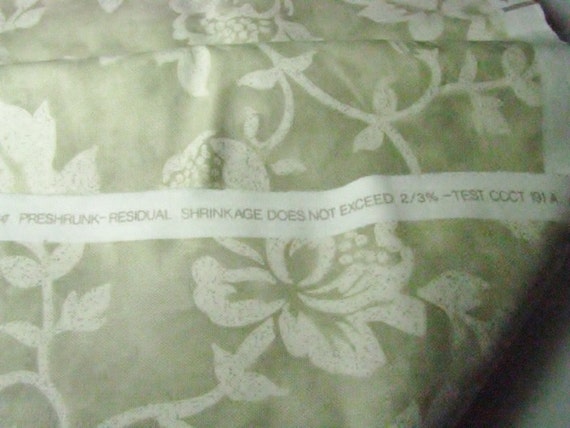 PRESHRUNK-RESIDUAL SHRINKAGE DOES NOT EXCEED 2/3% -TEST CCCT 191 A